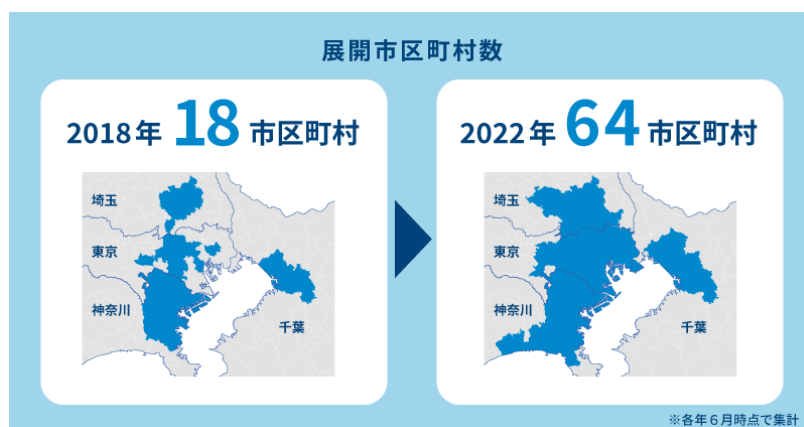 展開市区町村数
2018年 18 市区町村
埼玉
東京
神奈川
千葉
2022年 64 市区町村
埼玉
東京
神奈川
千葉
※各年6月時点で集計